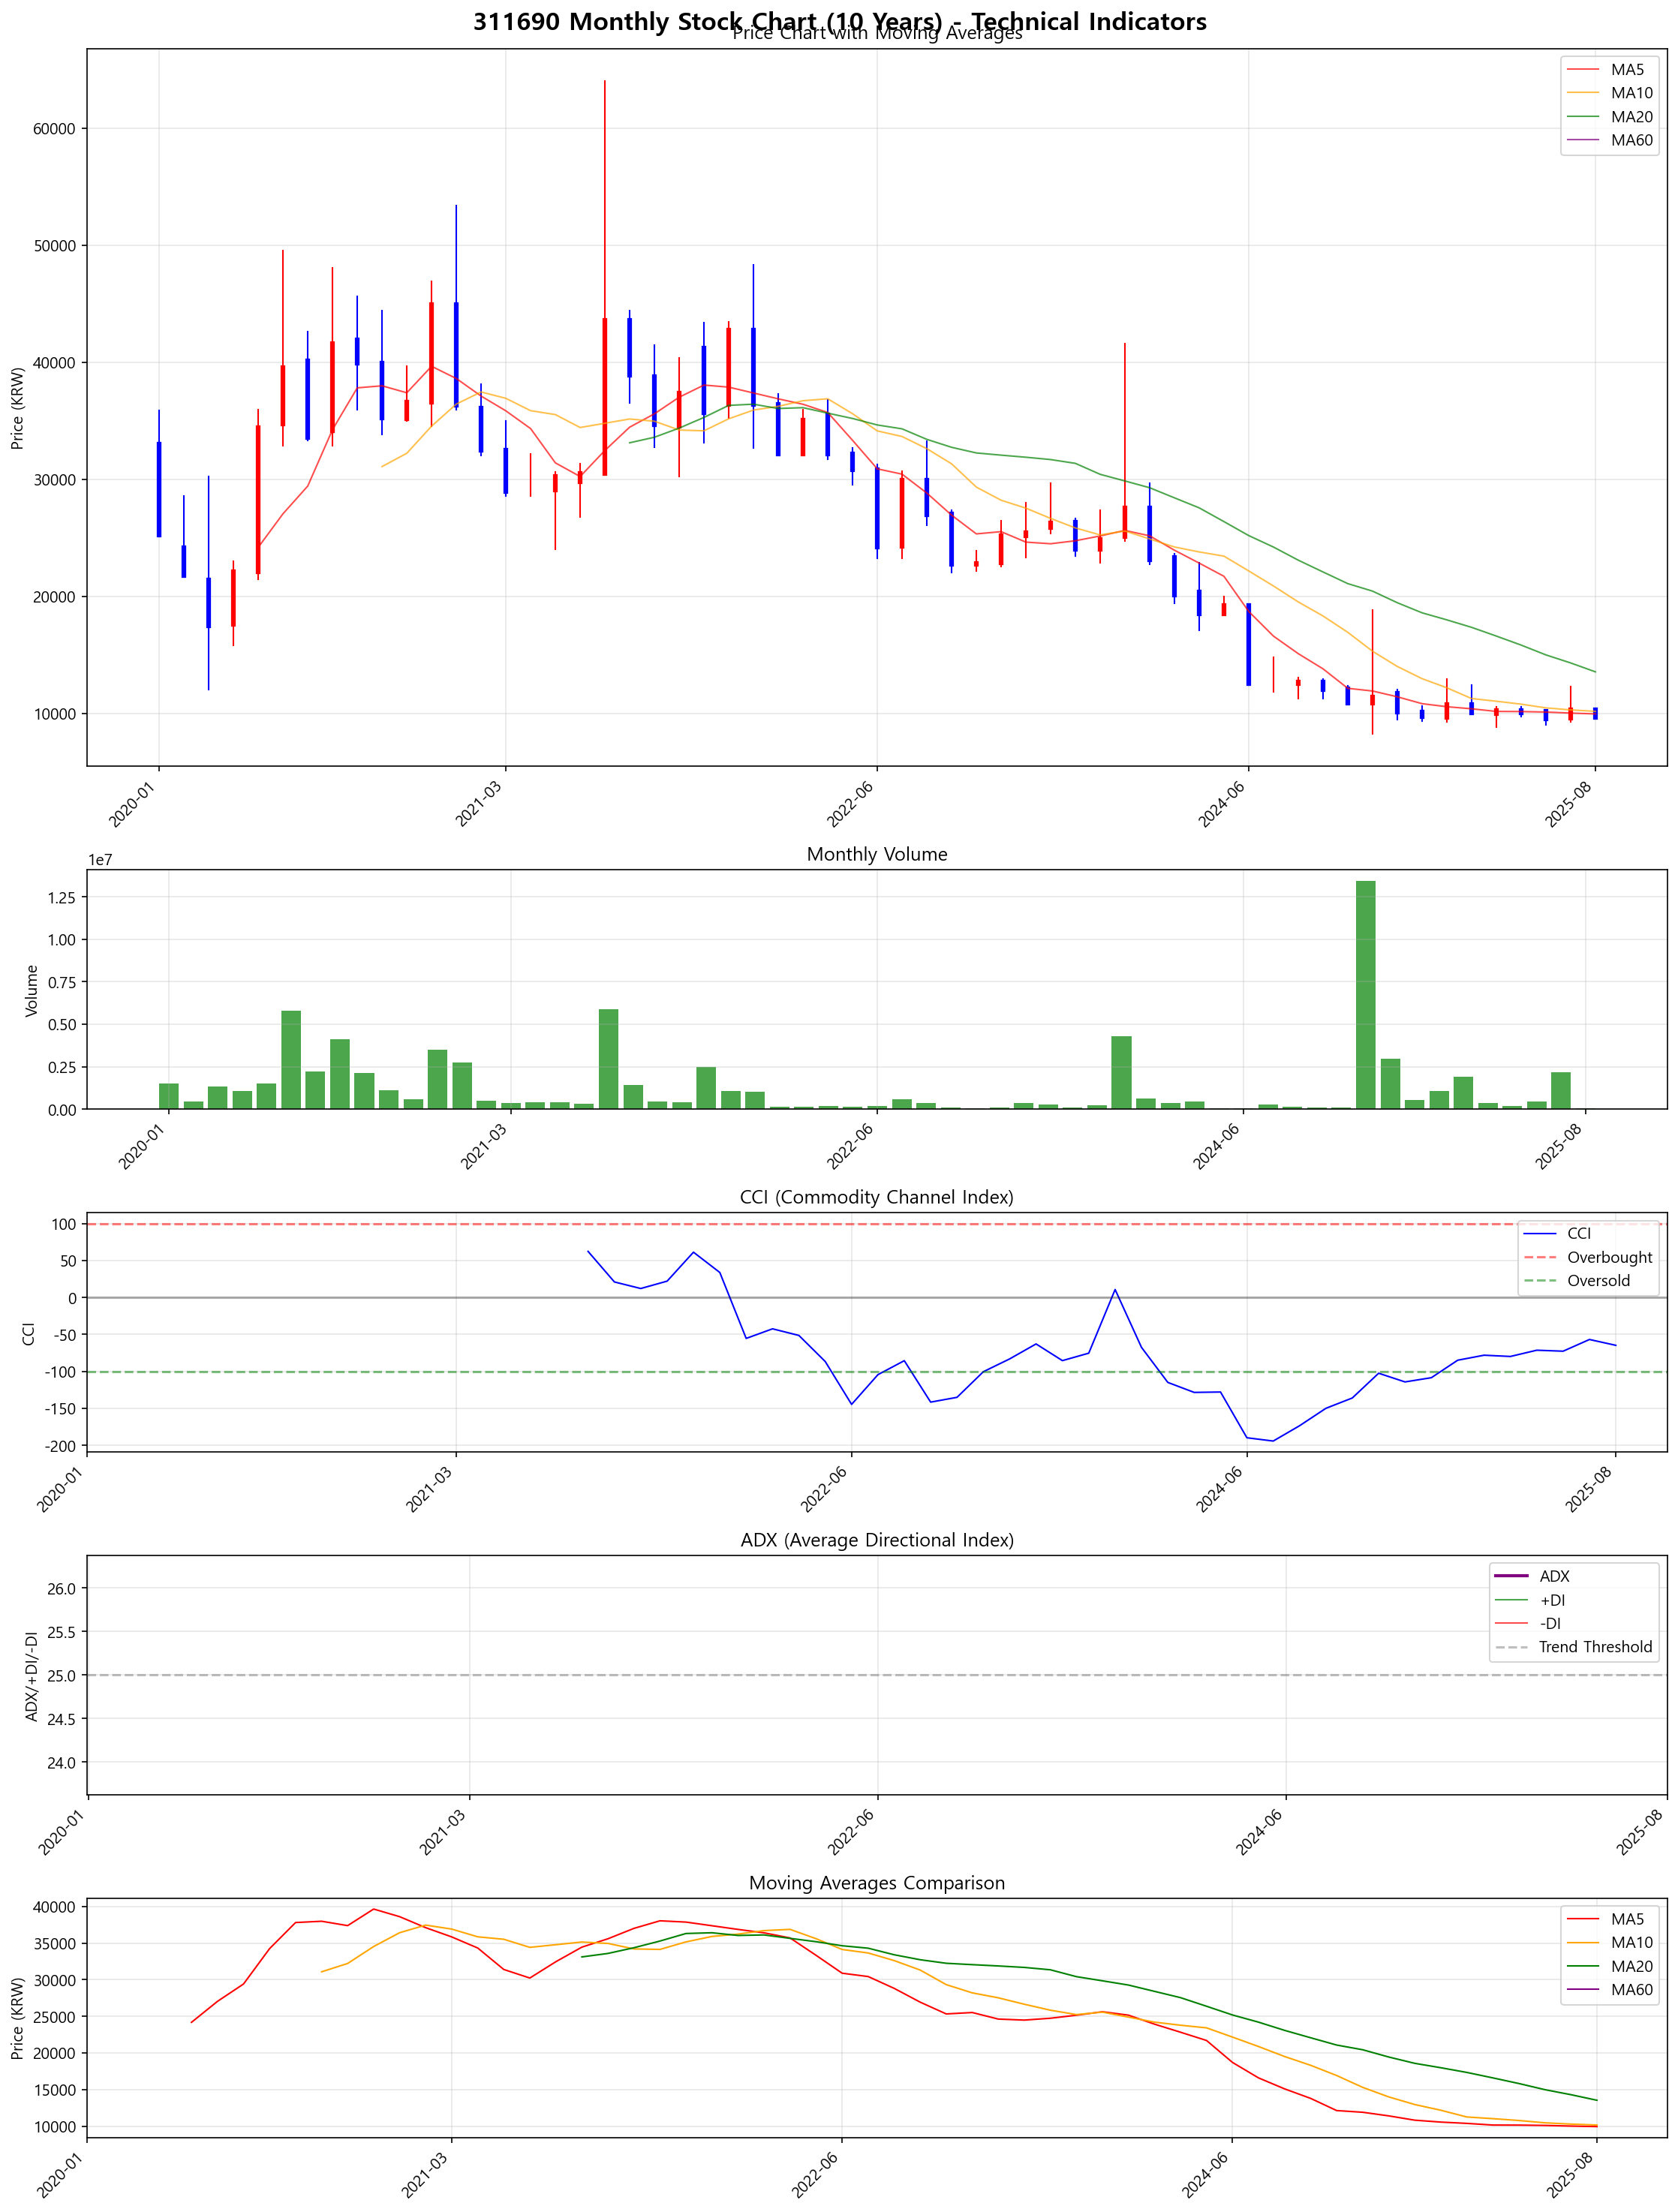 311690 Monthly Stock Chart (10 Years) - Technical Indicators
Price Chart with Moving Averages
MA5
MA10
MA20
MA60
Price (KRW)
60000
50000
40000
30000
20000
10000
2020-01
2021-03
2022-06
2024-06
2025-08
Monthly Volume
1e7
Volume
1.25
1.00
0.75
0.50
0.25
0.00
2020-01
2021-03
2022-06
2024-06
2025-08
CCI (Commodity Channel Index)
CCI
Overbought
Oversold
CCI
100
50
0
-50
-100
-150
-200
2020-01
2021-03
2022-06
2024-06
2025-08
ADX (Average Directional Index)
ADX
+DI
-DI
Trend Threshold
ADX/+DI/-DI
26.0
25.5
25.0
24.5
24.0
2020-01
2021-03
2022-06
2024-06
2025-08
Moving Averages Comparison
MA5
MA10
MA20
MA60
Price (KRW)
40000
35000
30000
25000
20000
15000
10000
2020-01
2021-03
2022-06
2024-06
2025-08